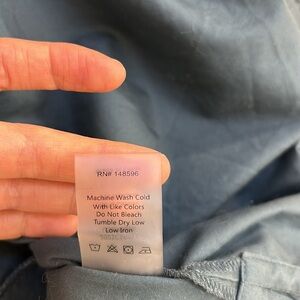 RN# 148596
Machine Wash Cold
With Like Colors
Do Not Bleach
Tumble Dry Low
Low Iron